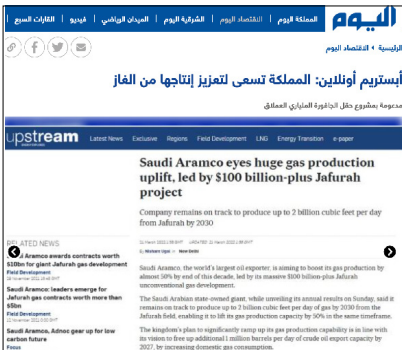 اليوم
المملكة اليوم | الاقتصاد اليوم | الشرقية اليوم | الميدان الرياضي | فيديو | القارات السبع
الرئيسية ‹ الاقتصاد اليوم
أبستريم أونلاين: المملكة تسعى لتعزيز إنتاجها من الغاز
مدعومة بمشروع حقل الجافورة الملياري العملاق
upstream Latest News Exclusive Regions Field Development LNG Energy Transition e-paper
Saudi Aramco eyes huge gas production
uplift, led by $100 billion-plus Jafurah
project
Company remains on track to produce up to 2 billion cubic feet per day
from Jafurah by 2030
RELATED NEWS
Saudi Aramco awards contracts worth
$10bn for giant Jafurah gas development
Field Development
Saudi Aramco: leaders emerge for
Jafurah gas contracts worth more than
$5bn
Field Development
Saudi Aramco, Adnoc gear up for low
carbon future
Focus
New Delhi
Saudi Aramco, the world's largest oil exporter, is aiming to boost its gas production by
almost 50% by end of this decade, led by its massive $100 billion-plus Jafurah
unconventional gas development.
The Saudi Arabian state-owned giant, while unveiling its annual results on Sunday, said it
remains on track to produce up to 2 billion cubic feet per day of gas by 2030 from the
Jafurah field, enabling it to lift its gas production capacity by 50% in the same timeframe.
The kingdom's plan to significantly ramp up its gas production capability is in line with
its vision to free up additional 1 million barrels per day of crude oil export capacity by
2027, by increasing domestic gas consumption.